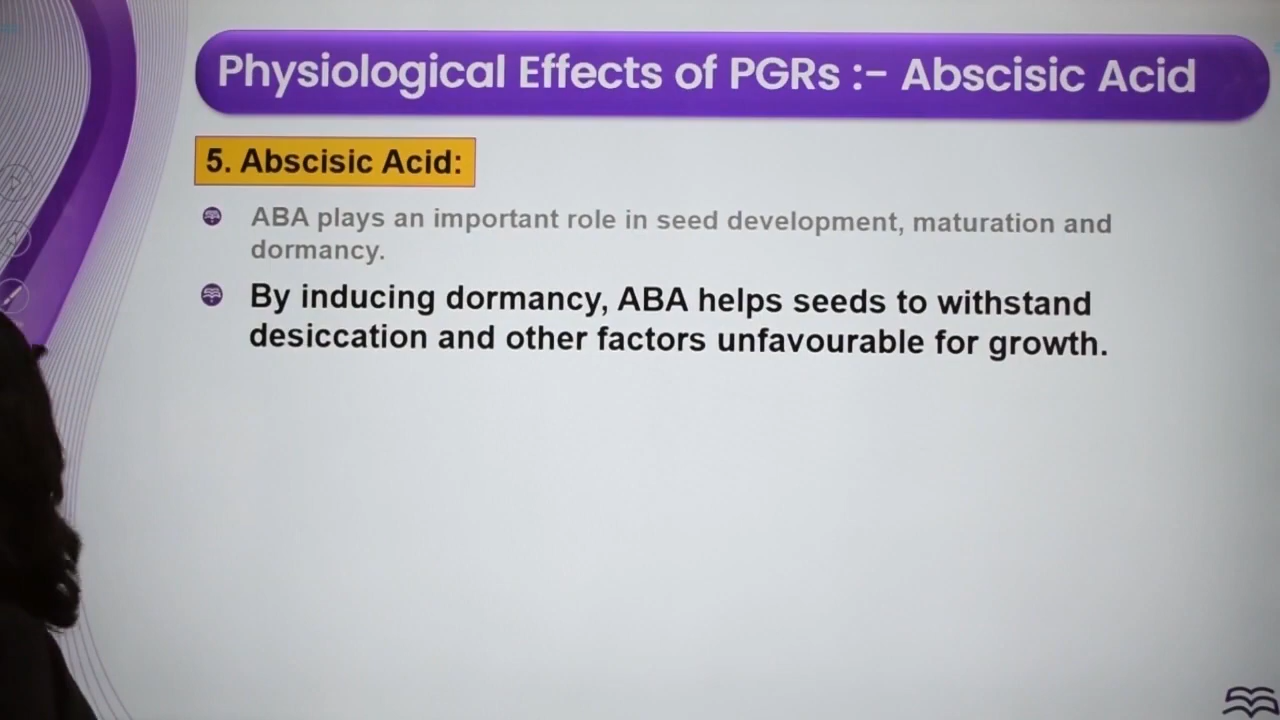 Physiological Effects of PGRs :- Abscisic Acid
5. Abscisic Acid:
ABA plays an important role in seed development, maturation and
dormancy.
By inducing dormancy, ABA helps seeds to withstand
desiccation and other factors unfavourable for growth.